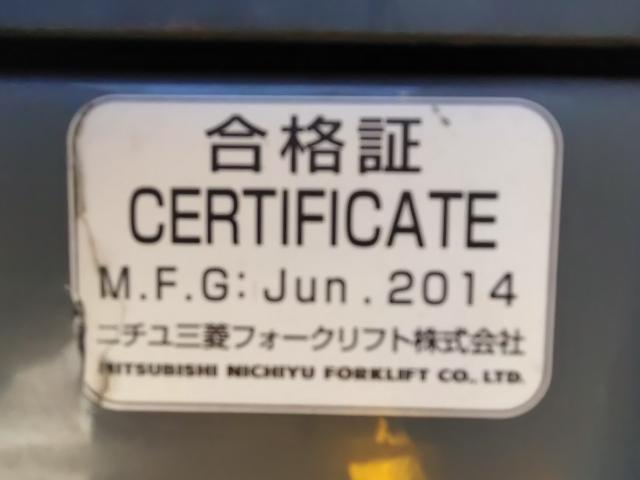 合格証
CERTIFICATE
M.F.G: Jun. 2014
ニチユ三菱フォークリフト株式会社
MITSUBISHI NICHIYU FORKLIFT CO., LTD.